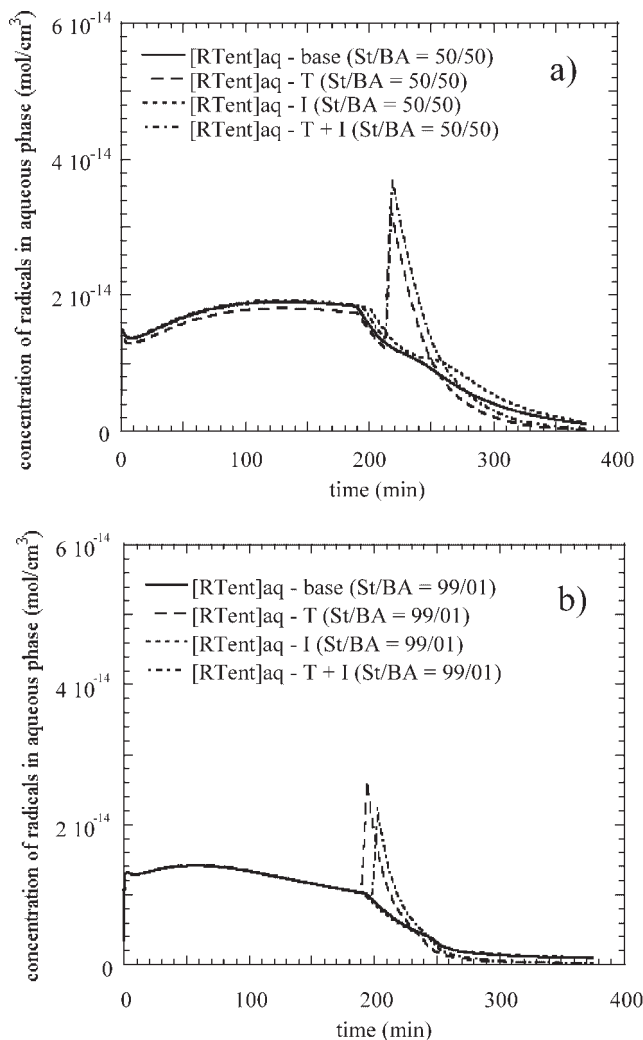 6 10⁻¹⁴
[RTent]aq - base (St/BA = 50/50)
a)
[RTent]aq - T (St/BA = 50/50)
[RTent]aq - I (St/BA = 50/50)
[RTent]aq - T + I (St/BA = 50/50)
4 10⁻¹⁴
2 10⁻¹⁴
0
concentration of radicals in aqueous phase (mol/cm³)
0 100 200 300 400
time (min)
6 10⁻¹⁴
[RTent]aq - base (St/BA = 99/01)
b)
[RTent]aq - T (St/BA = 99/01)
[RTent]aq - I (St/BA = 99/01)
[RTent]aq - T + I (St/BA = 99/01)
4 10⁻¹⁴
2 10⁻¹⁴
0
concentration of radicals in aqueous phase (mol/cm³)
0 100 200 300 400
time (min)